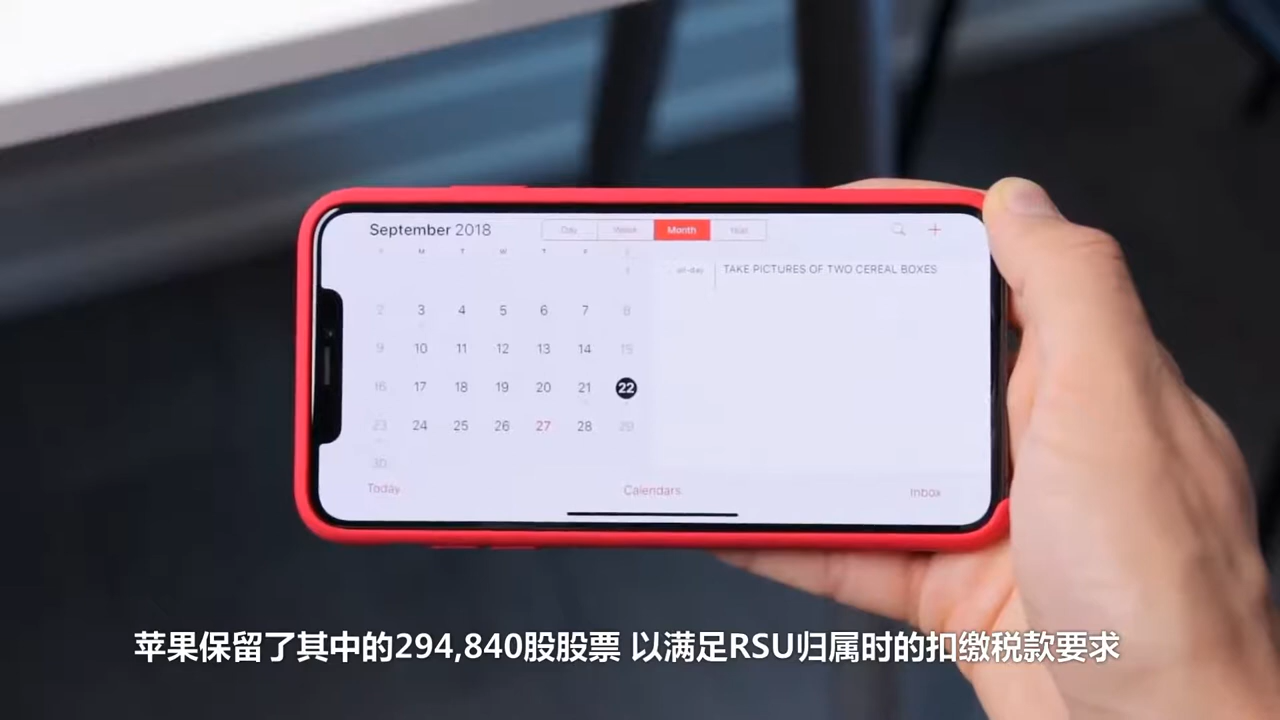 September 2018
Day Week Month Year
M T W T F
1
all-day TAKE PICTURES OF TWO CEREAL BOXES
2 3 4 5 6 7 8
9 10 11 12 13 14 15
16 17 18 19 20 21 22
23 24 25 26 27 28 29
30
Today Calendars Inbox
苹果保留了其中的294,840股股票 以满足RSU归属时的扣缴税款要求